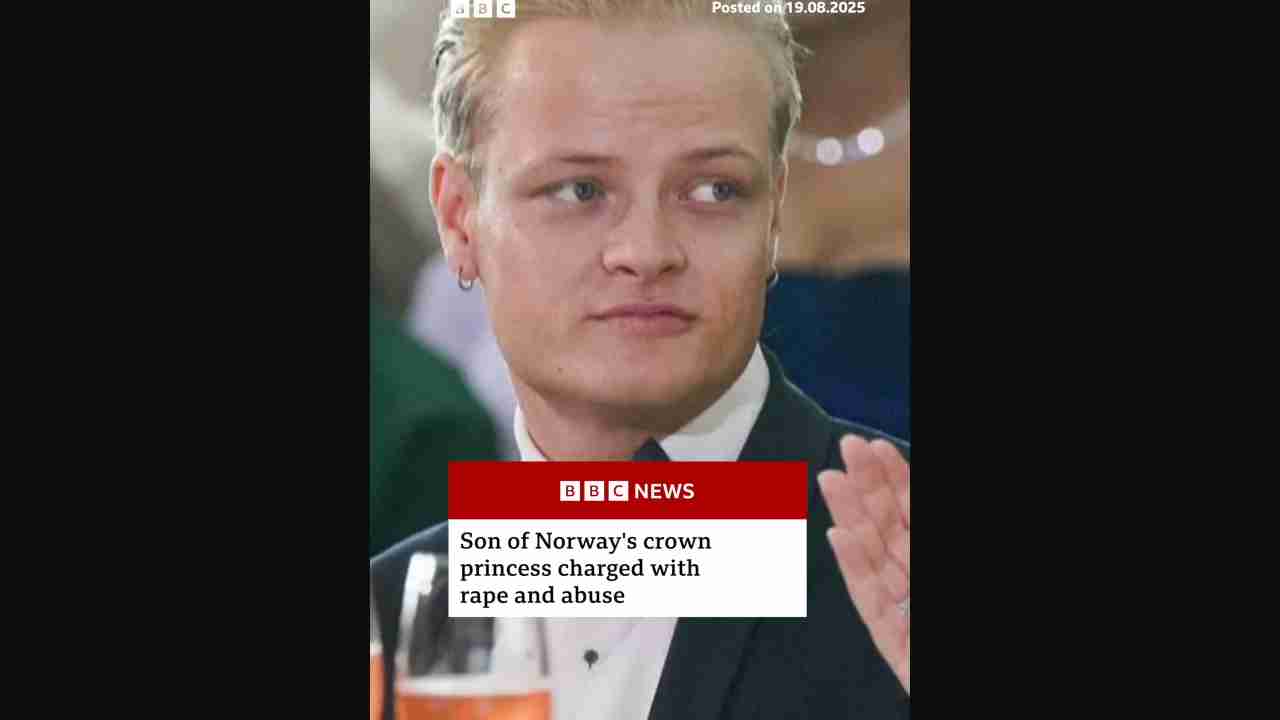 BBC
Posted on 19.08.2025
BBC NEWS
Son of Norway's crown
princess charged with
rape and abuse